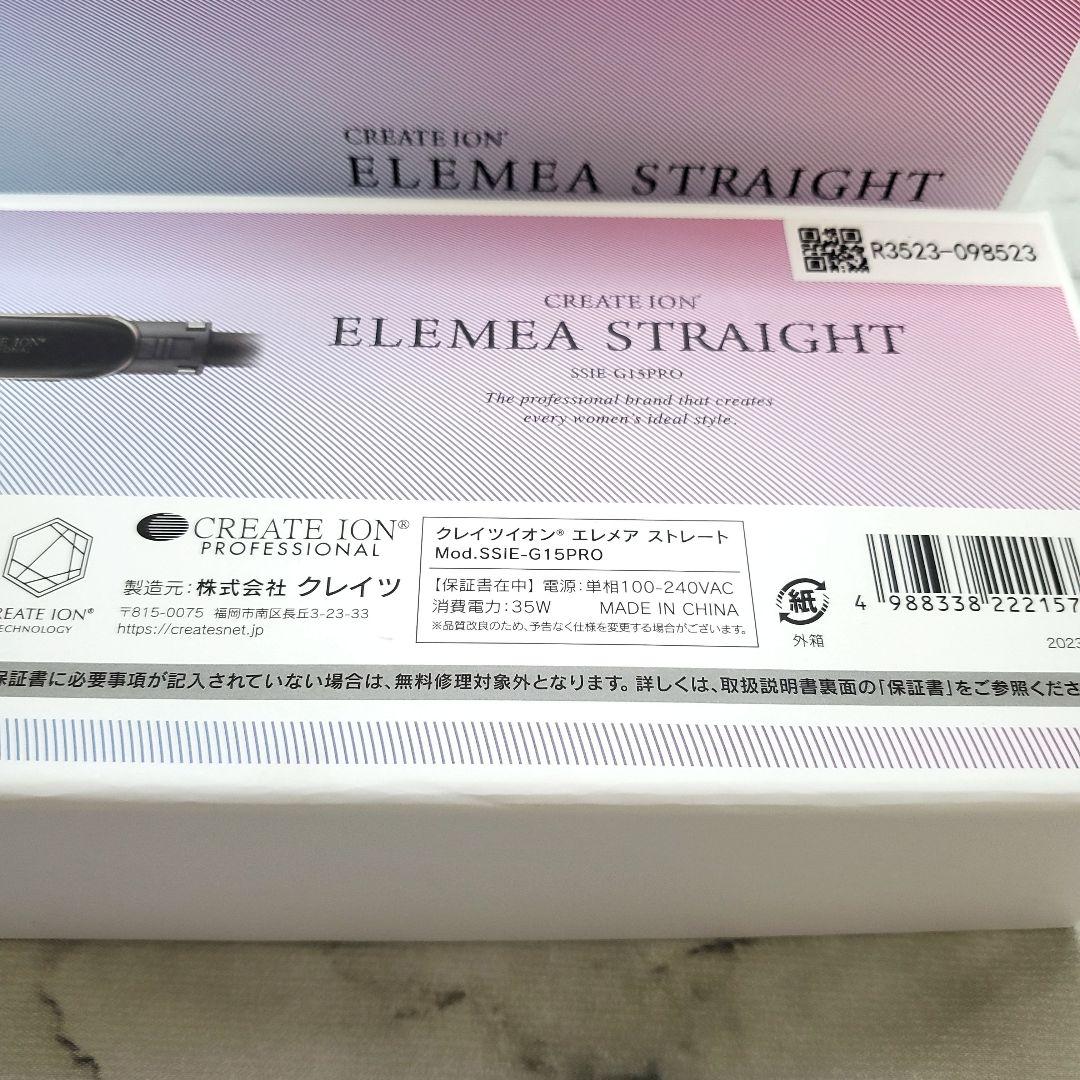 CREATE ION®
ELEMEA STRAIGHT
R3523-098523
CREATE ION®
ELEMEA STRAIGHT
SSIE-G15PRO
The professional brand that creates
every women's ideal style.
ION®
CREATE ION®
PROFESSIONAL
製造元:株式会社 クレイツ
〒815-0075 福岡市南区長丘3-23-33
https://createsnet.jp
REATE ION®
TECHNOLOGY
クレイツイオン® エレメア ストレート
Mod.SSIE-G15PRO
【保証書在中】電源:単相100-240VAC
消費電力:35W MADE IN CHINA
※品質改良のため、予告なく仕様を変更する場合がございます。
紙
外箱
4 988338 222157
2023
保証書に必要事項が記入されていない場合は、無料修理対象外となります。詳しくは、取扱説明書裏面の「保証書」をご参照くださ